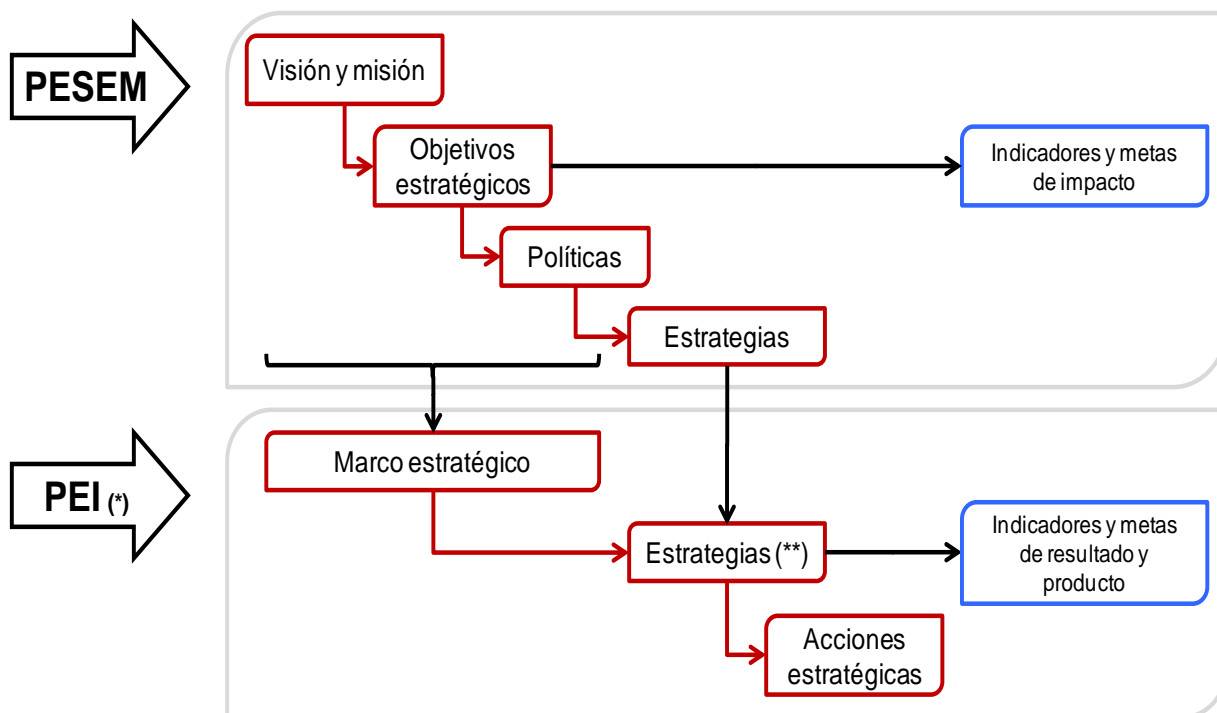 PESEM
Visión y misión
Objetivos
estratégicos
Indicadores y metas
de impacto
Políticas
Estrategias
PEI (*)
Marco estratégico
Estrategias (**)
Indicadores y metas
de resultado y
producto
Acciones
estratégicas